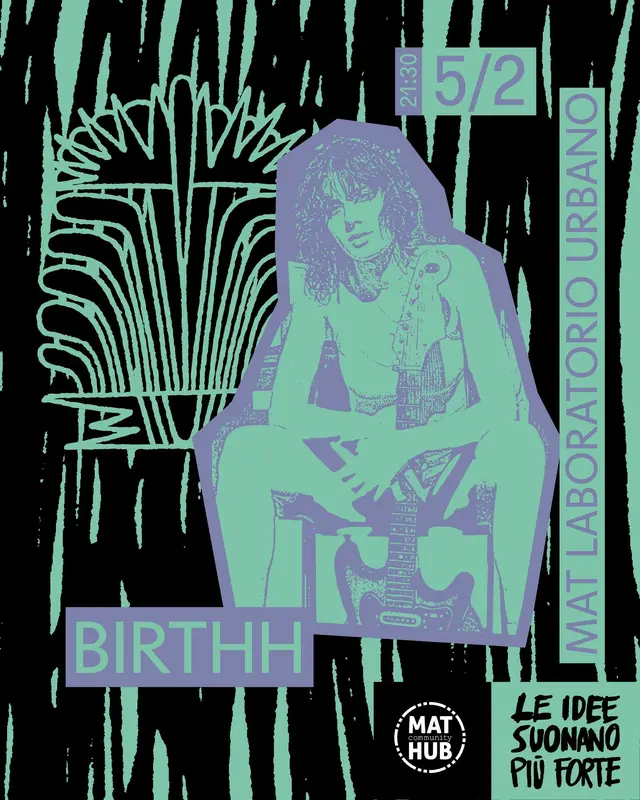 21:30
5/2
MAT LABORATORIO URBANO
BIRTHH
MAT
community
HUB
LE IDEE
SUONANO
PIÙ FORTE